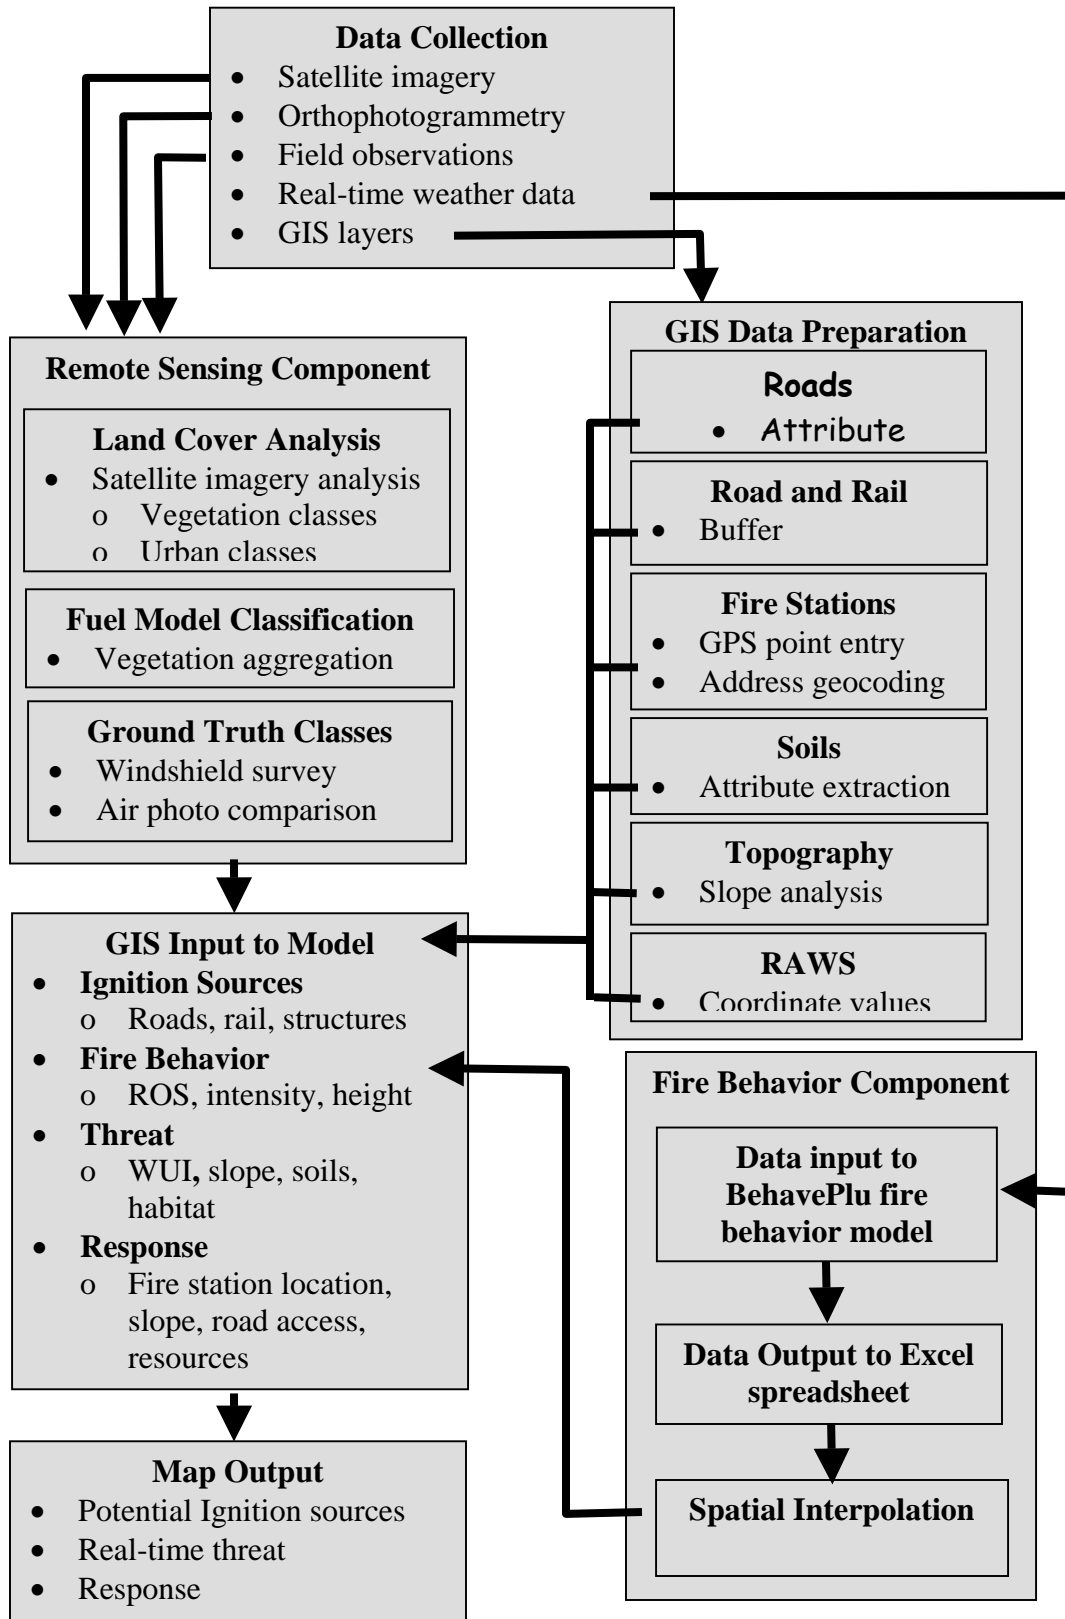 Data Collection
• Satellite imagery
• Orthophotogrammetry
• Field observations
• Real-time weather data
• GIS layers
Remote Sensing Component
Land Cover Analysis
• Satellite imagery analysis
o Vegetation classes
o Urban classes
Fuel Model Classification
• Vegetation aggregation
Ground Truth Classes
• Windshield survey
• Air photo comparison
GIS Data Preparation
Roads
• Attribute
Road and Rail
• Buffer
Fire Stations
• GPS point entry
• Address geocoding
Soils
• Attribute extraction
Topography
• Slope analysis
RAWS
• Coordinate values
GIS Input to Model
• Ignition Sources
o Roads, rail, structures
• Fire Behavior
o ROS, intensity, height
• Threat
o WUI, slope, soils,
habitat
• Response
o Fire station location,
slope, road access,
resources
Fire Behavior Component
Data input to
BehavePlu fire
behavior model
Data Output to Excel
spreadsheet
Spatial Interpolation
Map Output
• Potential Ignition sources
• Real-time threat
• Response